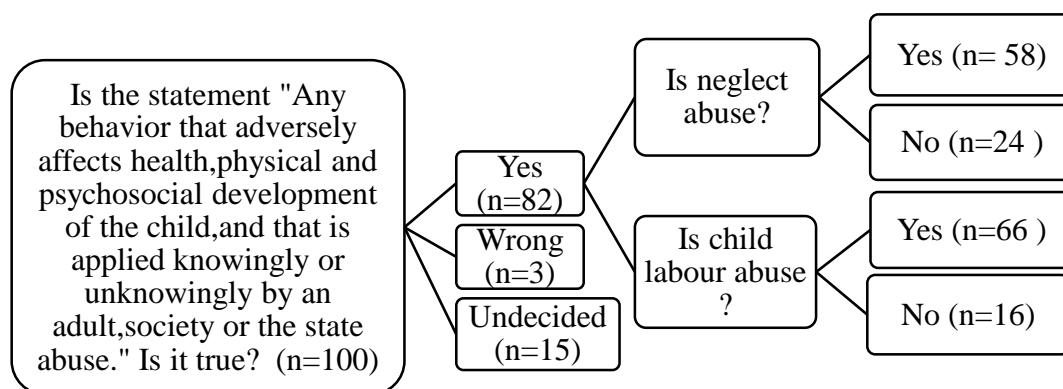 Is the statement "Any
behavior that adversely
affects health,physical and
psychosocial development
of the child,and that is
applied knowingly or
unknowingly by an
adult,society or the state
abuse." Is it true?  (n=100)
Yes
(n=82)
Wrong
(n=3)
Undecided
(n=15)
Is neglect
abuse?
Yes (n= 58)
No (n=24 )
Is child
labour abuse
?
Yes (n=66 )
No (n=16)